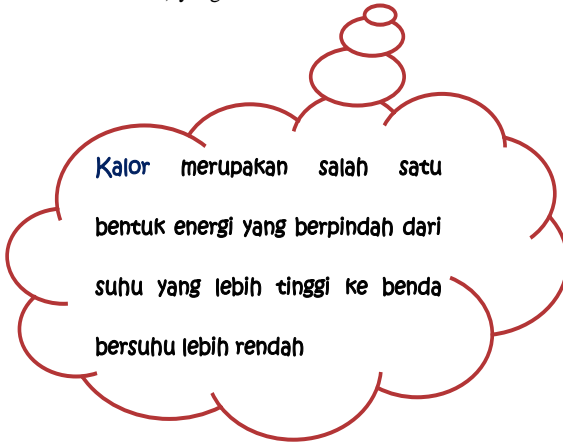 Kalor merupakan salah satu
bentuk energi yang berpindah dari
suhu yang lebih tinggi ke benda
bersuhu lebih rendah